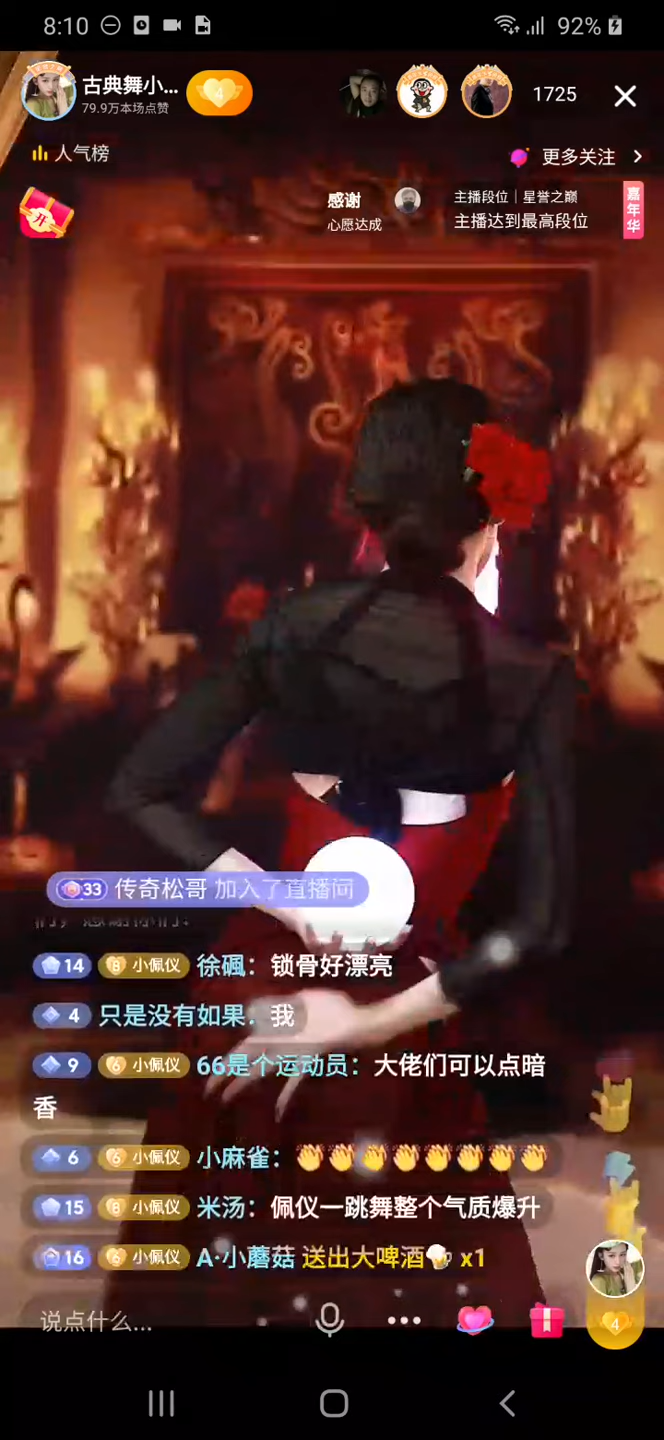 8:10
92%
古典舞小...
79.9万本场点赞
4
1725
人气榜
更多关注
开
感谢
心愿达成
主播段位｜星誉之巅
主播达到最高段位
嘉年华
33 传奇松哥 加入了直播间
14 小佩仪 徐碸：锁骨好漂亮
4 只是没有如果．我
9 小佩仪 66是个运动员：大佬们可以点暗
香
6 小佩仪 小麻雀：👏👏👏👏👏👏👏👏
15 小佩仪 米汤：佩仪一跳舞整个气质爆升
16 小佩仪 A·小蘑菇 送出大啤酒🍻 x1
说点什么...
4